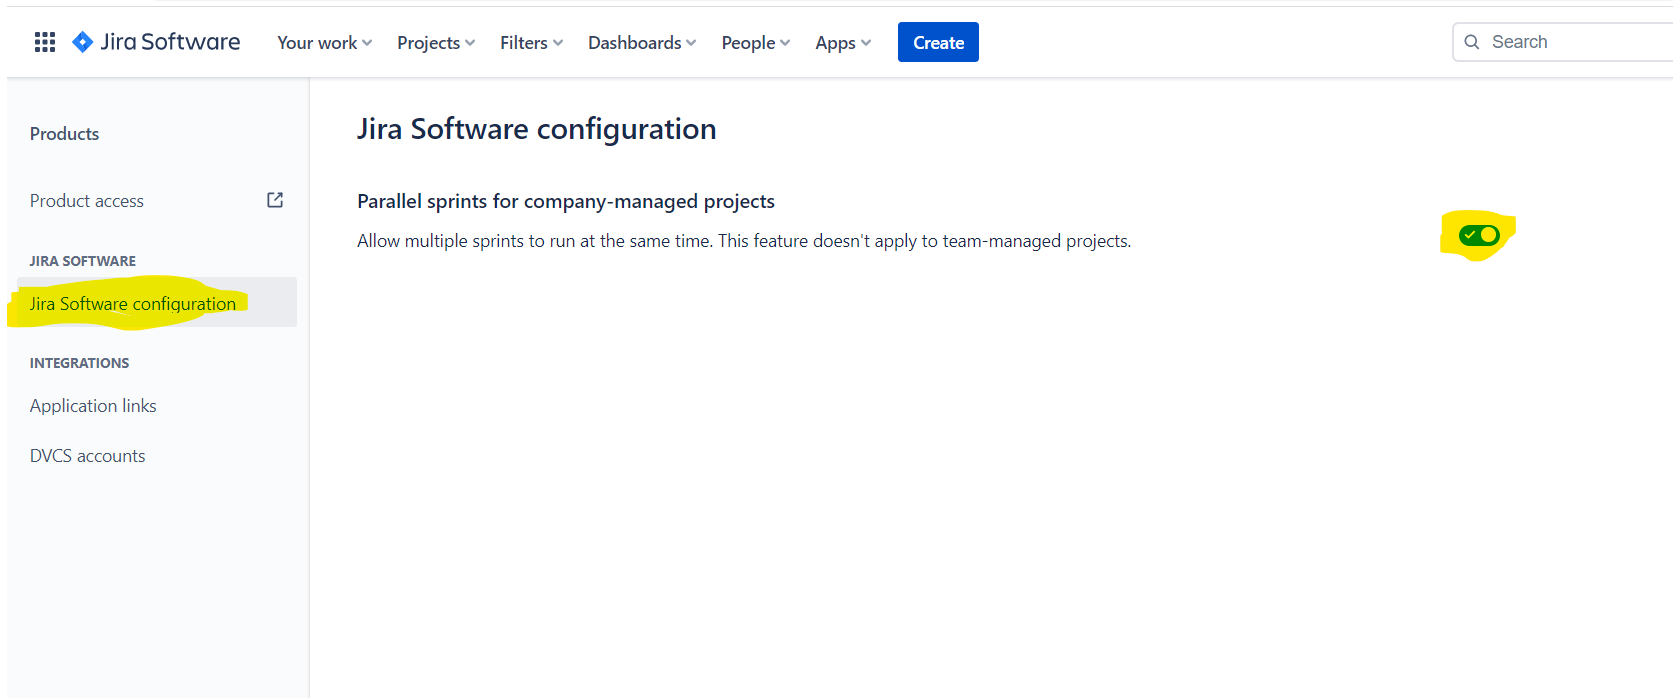 Jira Software Your work Projects Filters Dashboards People Apps Create Search
Products
Product access
JIRA SOFTWARE
Jira Software configuration
INTEGRATIONS
Application links
DVCS accounts
Jira Software configuration
Parallel sprints for company-managed projects
Allow multiple sprints to run at the same time. This feature doesn't apply to team-managed projects.